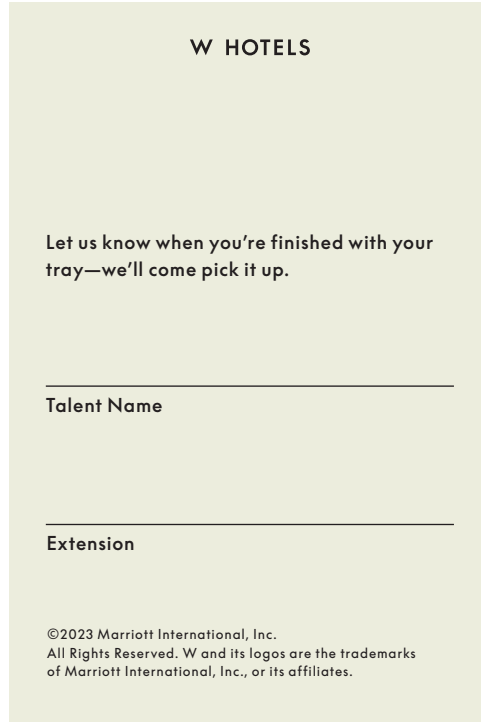 W HOTELS
Let us know when you’re finished with your
tray—we’ll come pick it up.
Talent Name
Extension
©2023 Marriott International, Inc.
All Rights Reserved. W and its logos are the trademarks
of Marriott International, Inc., or its affiliates.